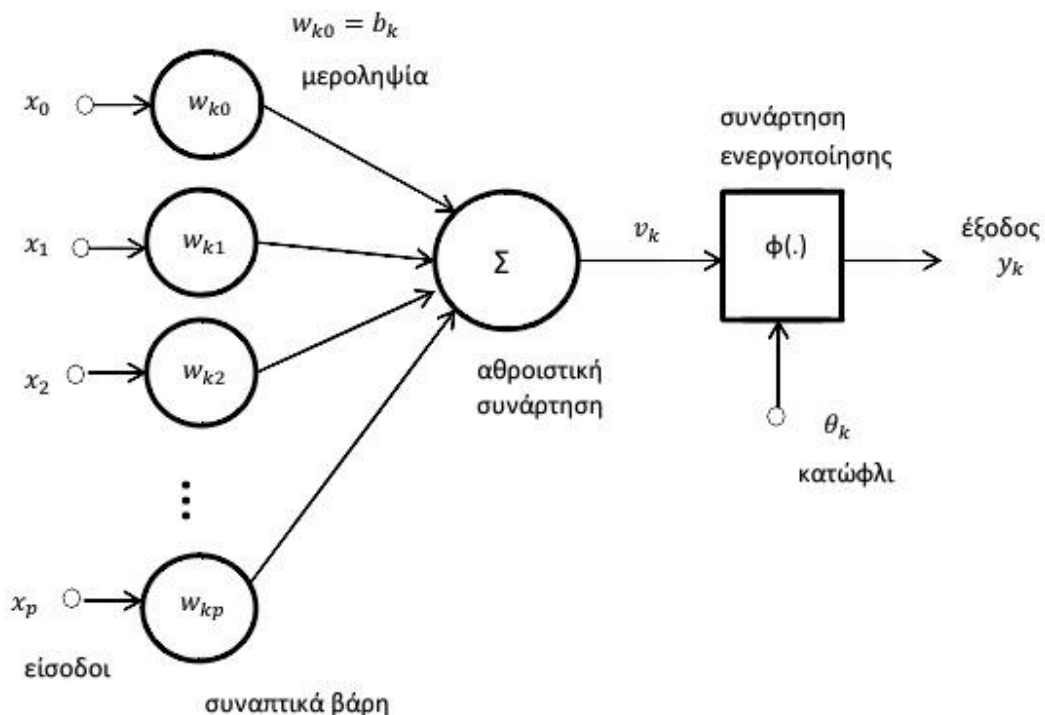 w_{k0} = b_k
μεροληψία
x_0
w_{k0}
συνάρτηση
ενεργοποίησης
x_1
w_{k1}
Σ
v_k
φ(.)
έξοδος
y_k
x_2
w_{k2}
αθροιστική
συνάρτηση
θ_k
κατώφλι
⋮
x_p
w_{kp}
είσοδοι
συναπτικά βάρη